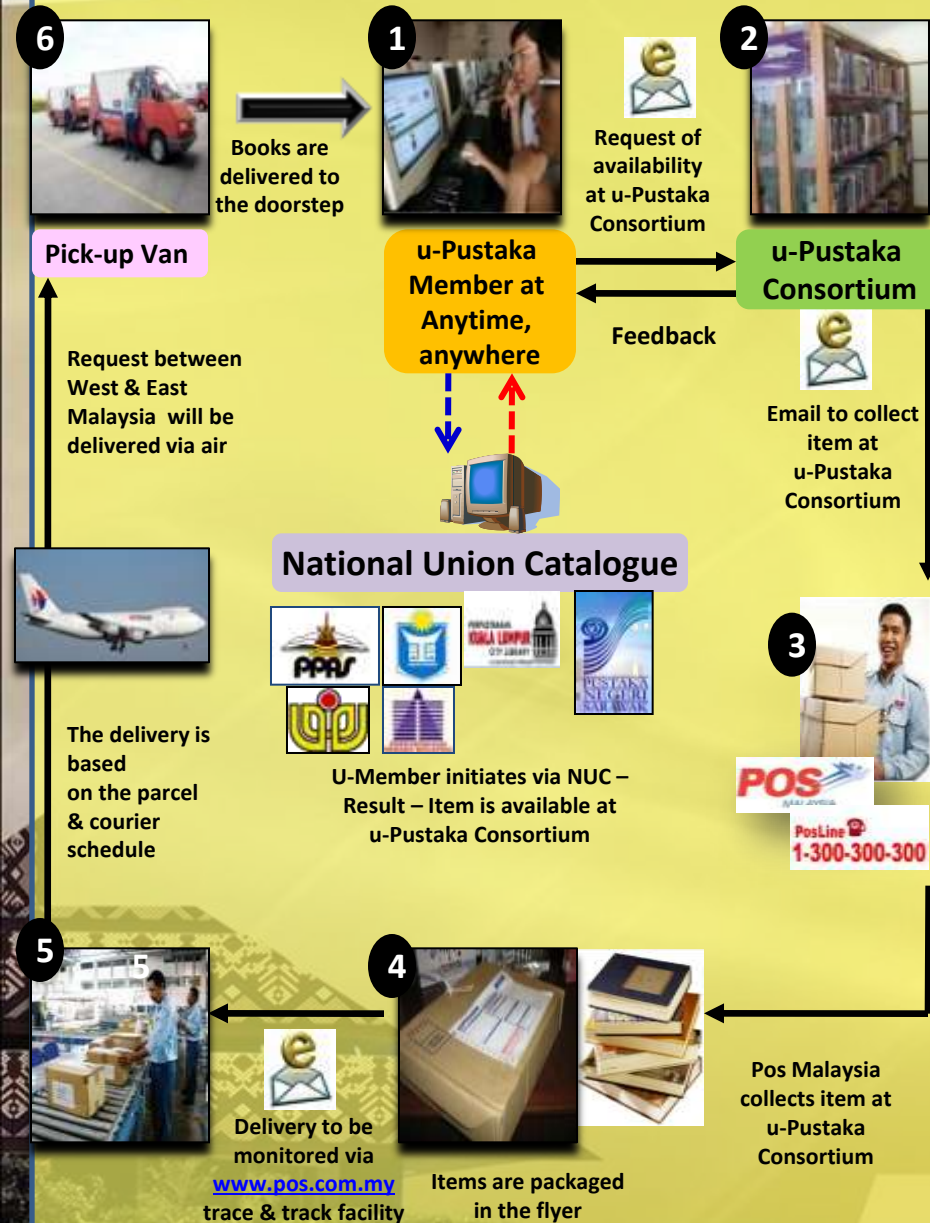 6
1
2
Books are
delivered to
the doorstep
Request of
availability
at u-Pustaka
Consortium
Pick-up Van
u-Pustaka
Member at
Anytime,
anywhere
u-Pustaka
Consortium
Feedback
Request between
West & East
Malaysia will be
delivered via air
Email to collect
item at
u-Pustaka
Consortium
National Union Catalogue
PPAS
KUALA LUMPUR
CITY LIBRARY
PUSTAKA
NEGERI
SARAWAK
3
The delivery is
based
on the parcel
& courier
schedule
U-Member initiates via NUC –
Result – Item is available at
u-Pustaka Consortium
POS
MALAYSIA
PosLine
1-300-300-300
5
5
4
Pos Malaysia
collects item at
u-Pustaka
Consortium
Delivery to be
monitored via
www.pos.com.my
trace & track facility
Items are packaged
in the flyer